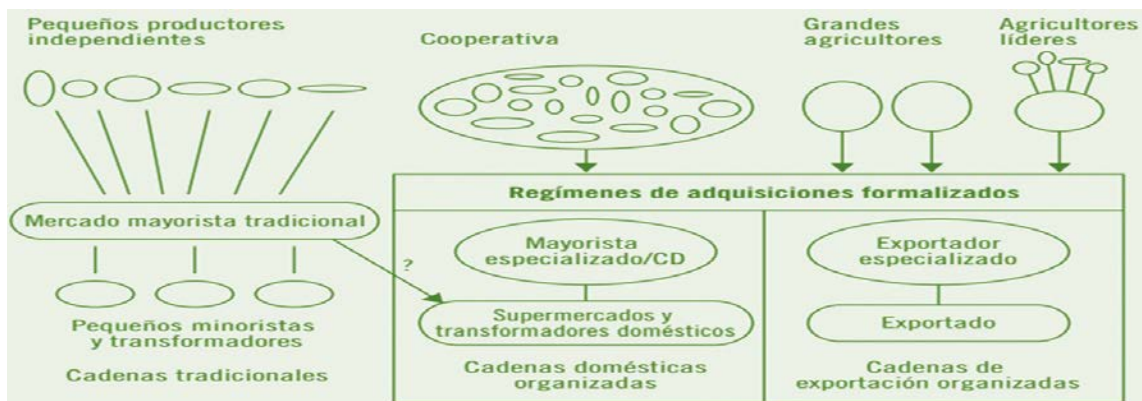 Pequeños productores
independientes
Cooperativa
Grandes
agricultores
Agricultores
líderes
Regímenes de adquisiciones formalizados
Mercado mayorista tradicional
Mayorista
especializado/CD
Exportador
especializado
?
Supermercados y
transformadores domésticos
Exportado
Pequeños minoristas
y transformadores
Cadenas tradicionales
Cadenas domésticas
organizadas
Cadenas de
exportación organizadas